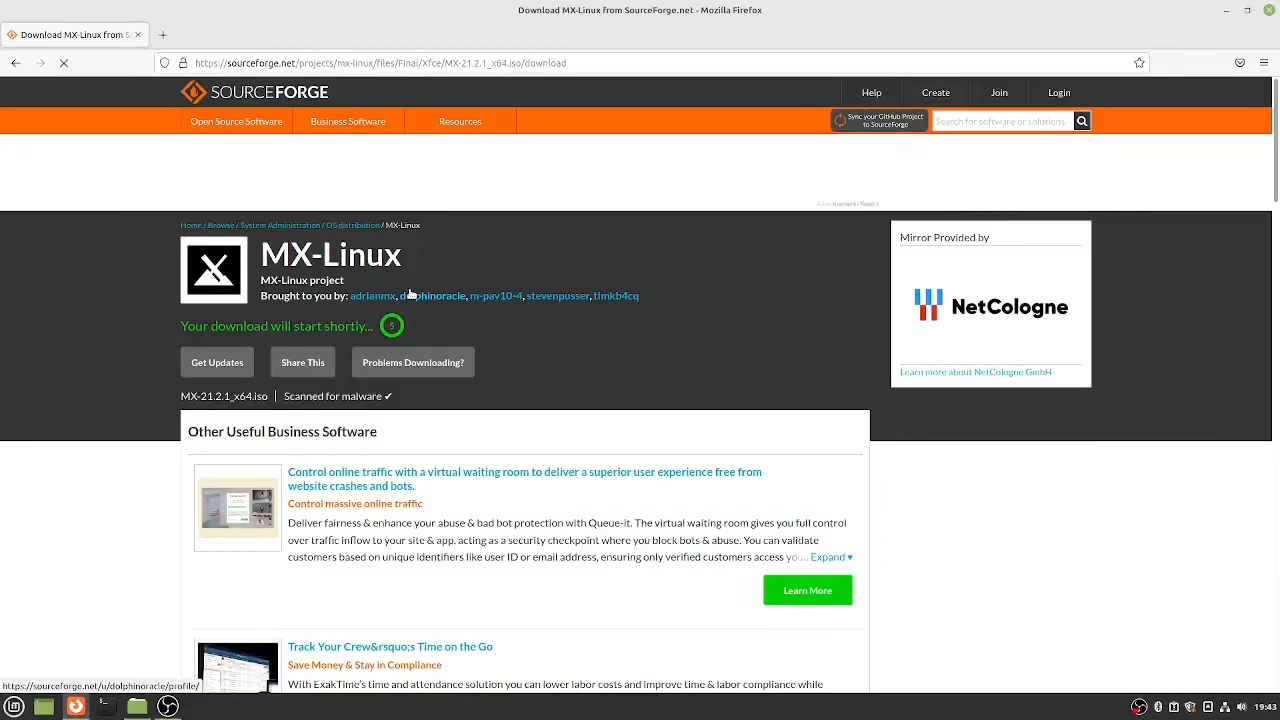 Download MX-Linux from SourceForge.net - Mozilla Firefox
Download MX-Linux from S
https://sourceforge.net/projects/mx-linux/files/Final/Xfce/MX-21.2.1_x64.iso/download
SOURCEFORGE
Help
Create
Join
Login
Open Source Software
Business Software
Resources
Sync your GitHub Project
to SourceForge
Search for software or solutions
Report
Home / Browse / System Administration / OS distribution / MX-Linux
MX-Linux
MX-Linux project
Brought to you by: adrianmx, dolphinoracle, m-pav10-4, stevenpusser, timkb4cq
Your download will start shortly... 5
Get Updates
Share This
Problems Downloading?
MX-21.2.1_x64.iso
Scanned for malware ✔
Mirror Provided by
NetCologne
Learn more about NetCologne GmbH
Other Useful Business Software
Control online traffic with a virtual waiting room to deliver a superior user experience free from
website crashes and bots.
Control massive online traffic
Deliver fairness & enhance your abuse & bad bot protection with Queue-it. The virtual waiting room gives you full control
over traffic inflow to your site & app, acting as a security checkpoint where you block bots & abuse. You can validate
customers based on unique identifiers like user ID or email address, ensuring only verified customers access yo... Expand ▾
Learn More
Track Your Crew&rsquo;s Time on the Go
Save Money & Stay in Compliance
With ExakTime's time and attendance solution you can lower labor costs and improve time & labor compliance while
https://sourceforge.net/u/dolphinoracle/profile/
19:43